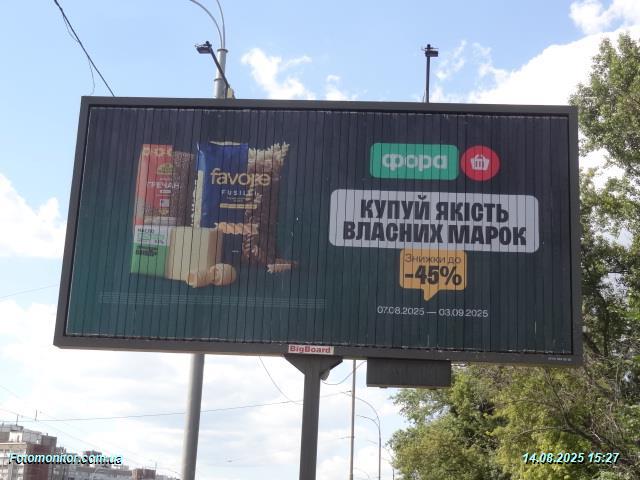 ГРЕЧАНА
favore
FUSILLI
МАСЛО
фора
КУПУЙ ЯКІСТЬ
ВЛАСНИХ МАРОК
Знижки до
-45%
07.08.2025 — 03.09.2025
BigBoard
Fotomonitor.com.ua
14.08.2025 15:27